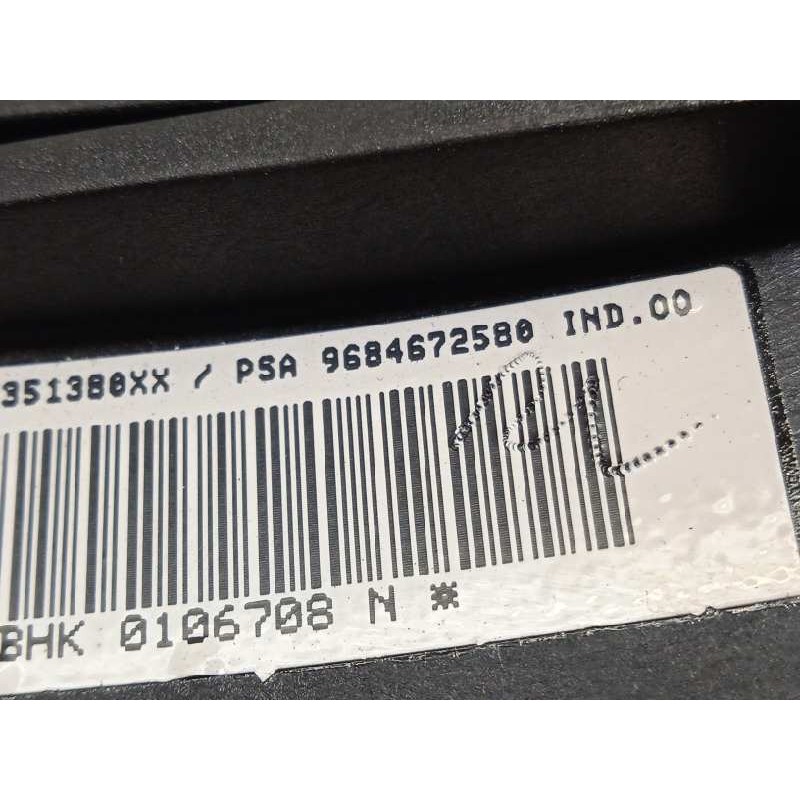 351380XX / PSA 9684672580 IND.00
BHK 0106708 N *